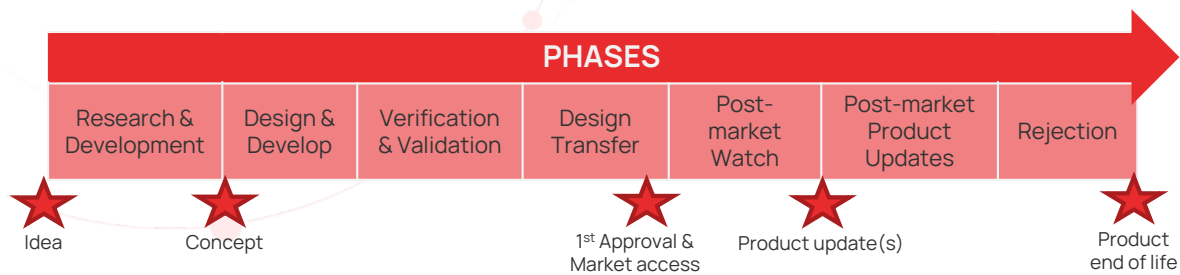 PHASES
Research &
Development
Design &
Develop
Verification
& Validation
Design
Transfer
Post-
market
Watch
Post-market
Product
Updates
Rejection
Idea
Concept
1st Approval &
Market access
Product update(s)
Product
end of life